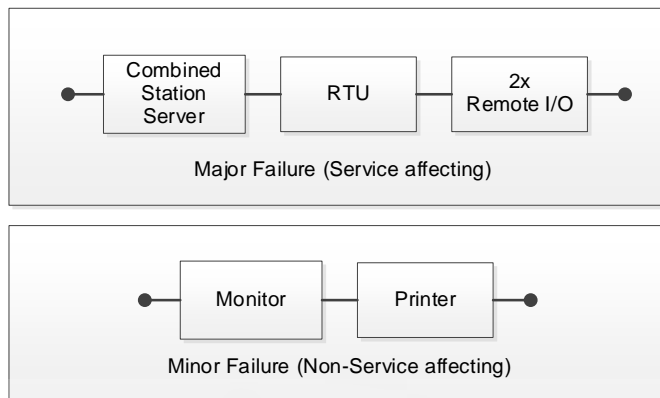 Combined
Station
Server
RTU
2x
Remote I/O
Major Failure (Service affecting)
Monitor
Printer
Minor Failure (Non-Service affecting)